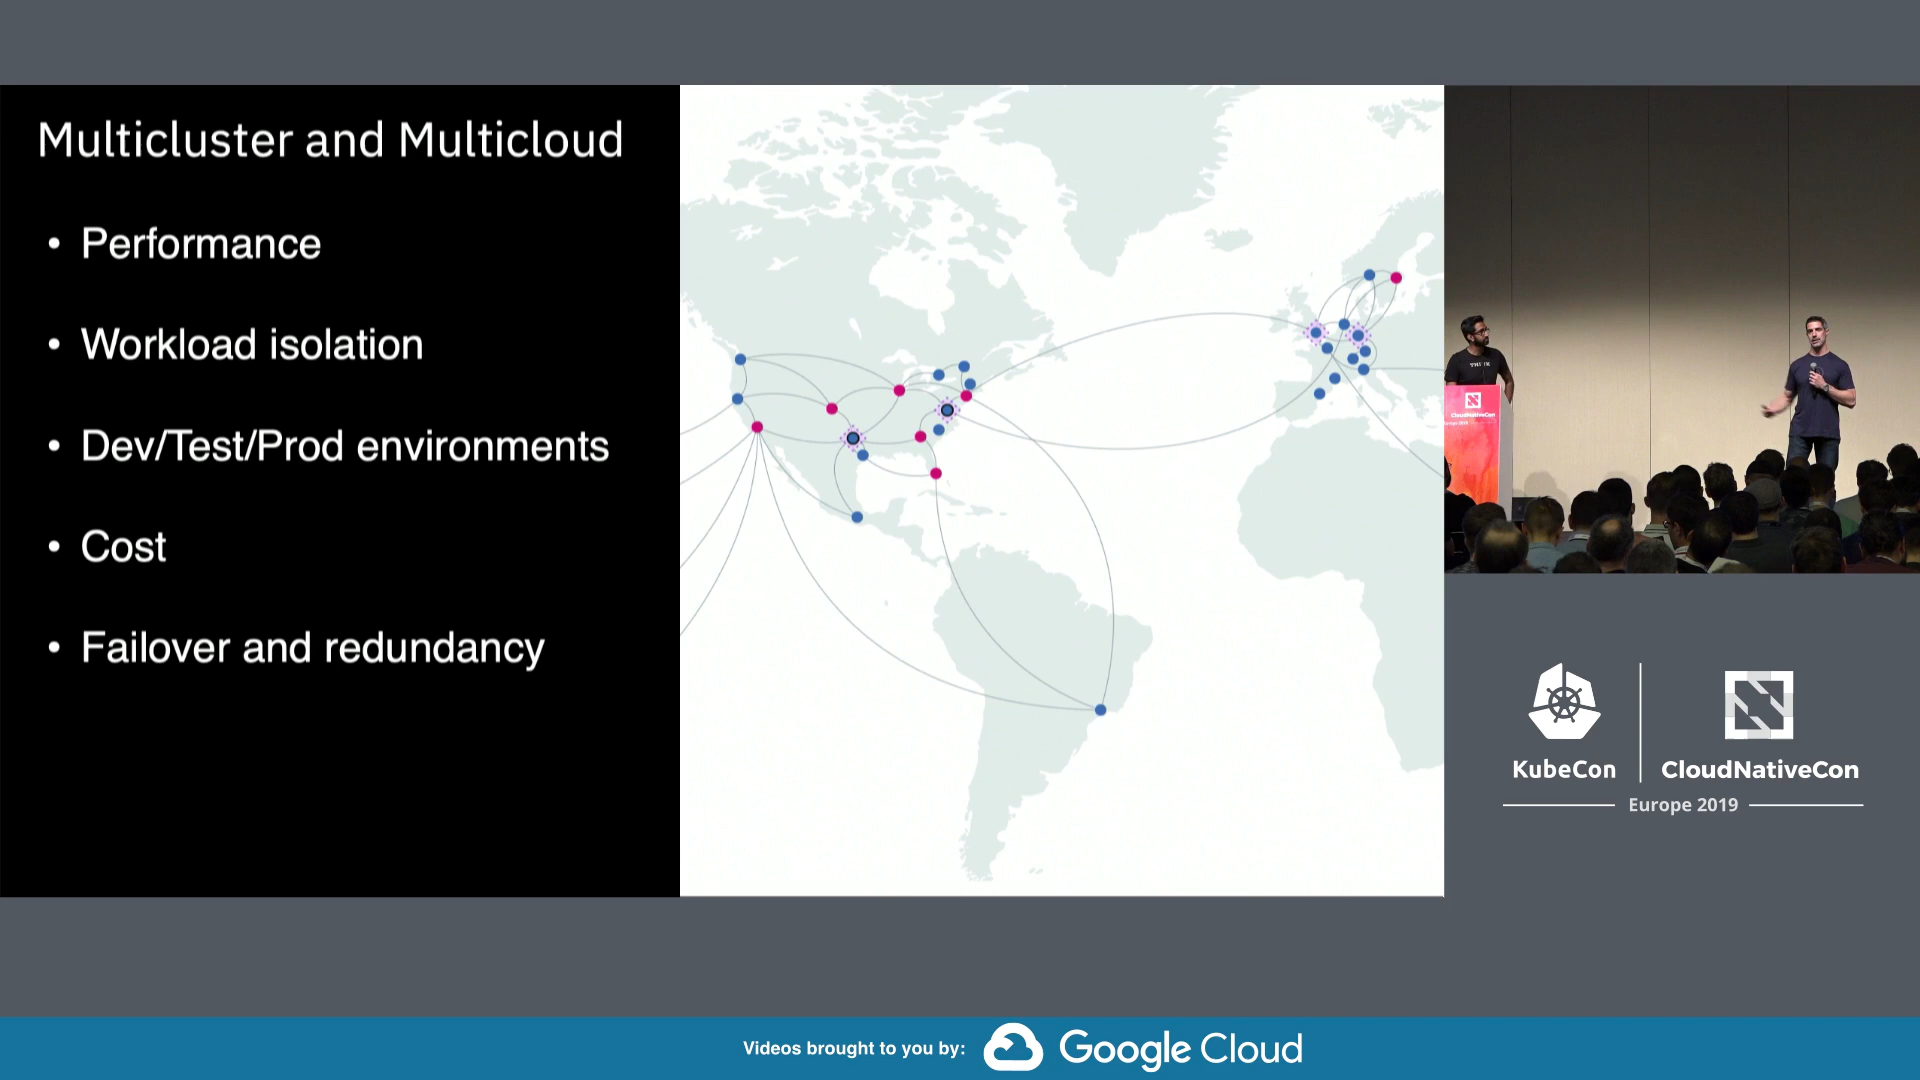 Multicluster and Multicloud
• Performance
• Workload isolation
• Dev/Test/Prod environments
• Cost
• Failover and redundancy
CloudNativeCon
KubeCon
CloudNativeCon
Europe 2019
Videos brought to you by:
Google Cloud